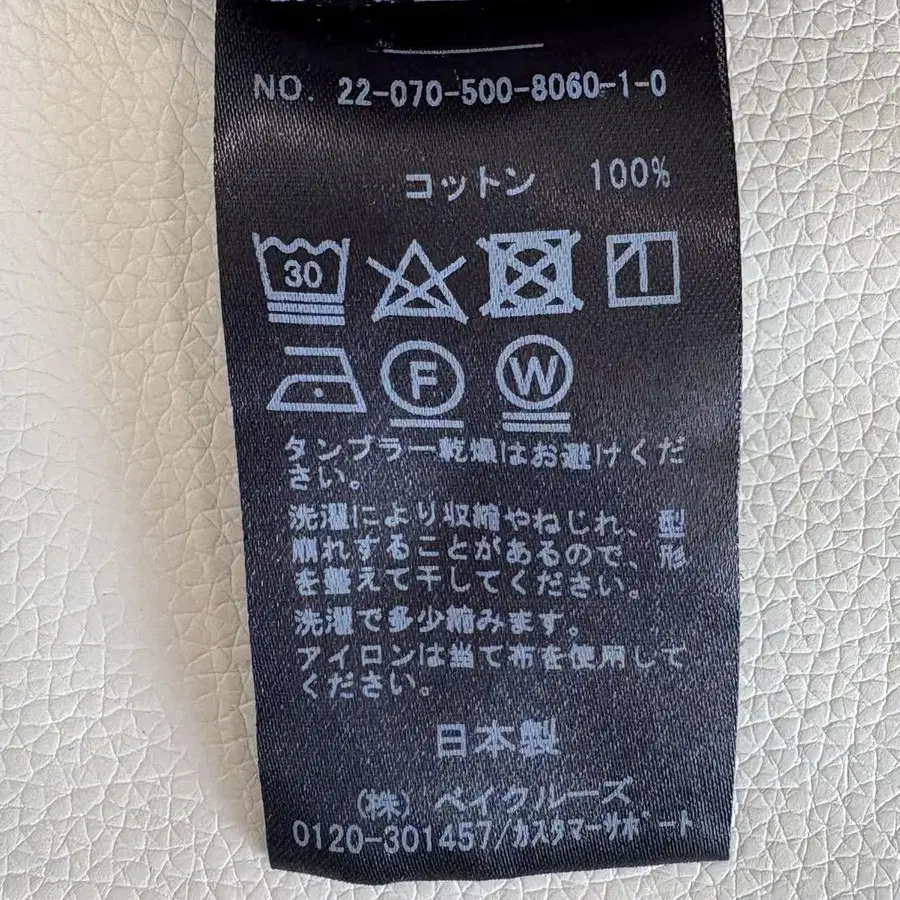 NO. 22-070-500-8060-1-0
コットン 100%
30
F
W
タンブラー乾燥はお避けくだ
さい。
洗濯により収縮やねじれ、型
崩れすることがあるので、形
を整えて干してください。
洗濯で多少縮みます。
アイロンは当て布を使用して
ください。
日本製
(株) ベイクルーズ
0120-301457/カスタマーサポート